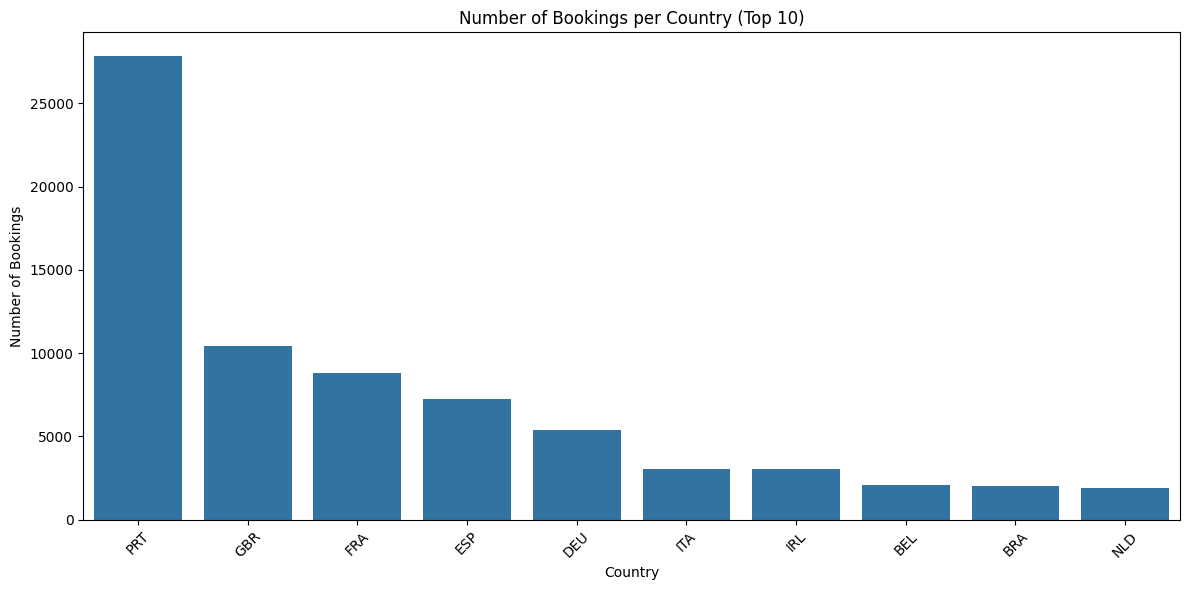 Number of Bookings per Country (Top 10)
Number of Bookings
25000
20000
15000
10000
5000
0
PRT
GBR
FRA
ESP
DEU
ITA
IRL
BEL
BRA
NLD
Country